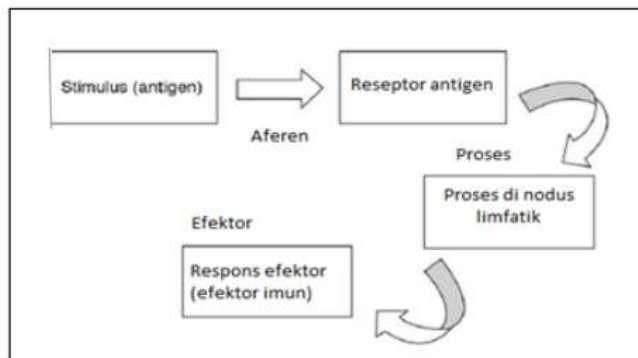 Stimulus (antigen)
Aferen
Reseptor antigen
Proses
Proses di nodus
limfatik
Efektor
Respons efektor
(efektor imun)